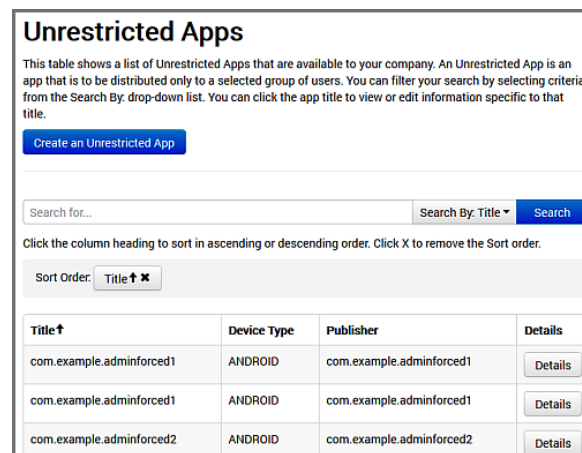 Unrestricted Apps
This table shows a list of Unrestricted Apps that are available to your company. An Unrestricted App is an
app that is to be distributed only to a selected group of users. You can filter your search by selecting criteria
from the Search By: drop-down list. You can click the app title to view or edit information specific to that
title.
Create an Unrestricted App
Search for... Search By: Title Search
Click the column heading to sort in ascending or descending order. Click X to remove the Sort order.
Sort Order: Title
Title Device Type Publisher Details
com.example.adminforced1 ANDROID com.example.adminforced1 Details
com.example.adminforced1 ANDROID com.example.adminforced1 Details
com.example.adminforced2 ANDROID com.example.adminforced2 Details